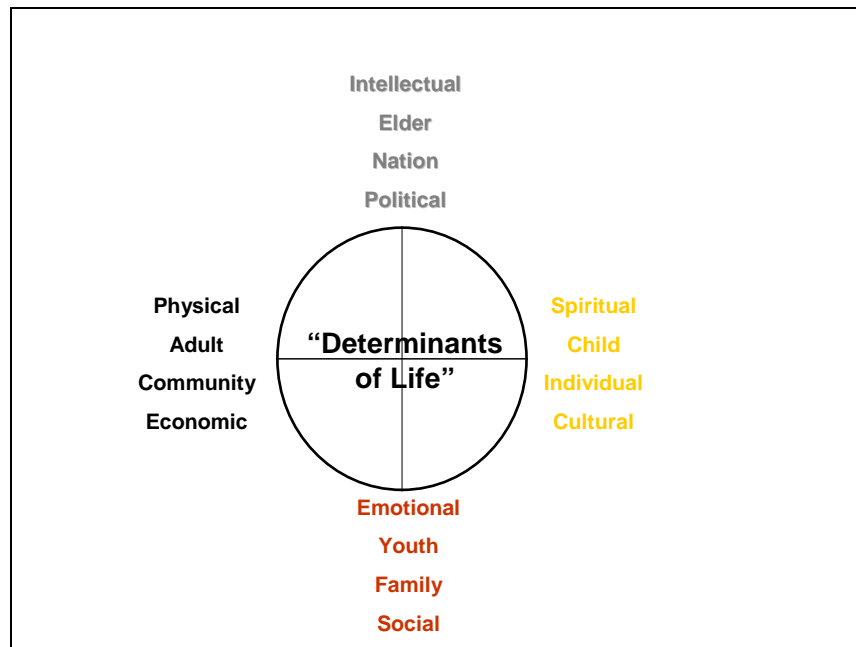 Intellectual
Elder
Nation
Political
Physical
Adult
Community
Economic
“Determinants
of Life”
Spiritual
Child
Individual
Cultural
Emotional
Youth
Family
Social